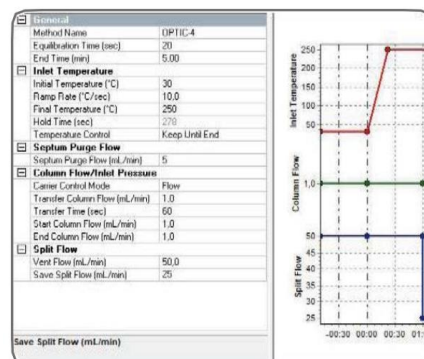 General
Method Name OPTIC-4
Equilibration Time (sec) 20
End Time (min) 5.00
Inlet Temperature
Initial Temperature (°C) 30
Ramp Rate (°C/sec) 10,0
Final Temperature (°C) 250
Hold Time (sec) 278
Temperature Control Keep Until End
Septum Purge Flow
Septum Purge Flow (mL/min) 5
Column Flow/Inlet Pressure
Carrier Control Mode Flow
Transfer Column Flow (mL/min) 1.0
Transfer Time (sec) 60
Start Column Flow (mL/min) 1,0
End Column Flow (mL/min) 1,0
Split Flow
Vent Flow (mL/min) 50,0
Save Split Flow (mL/min) 25
Save Split Flow (mL/min)
Inlet Temperature
250
200
150
100
50
Column Flow
1,0
Split Flow
50
45
40
35
30
25
-00:30 00:00 00:30